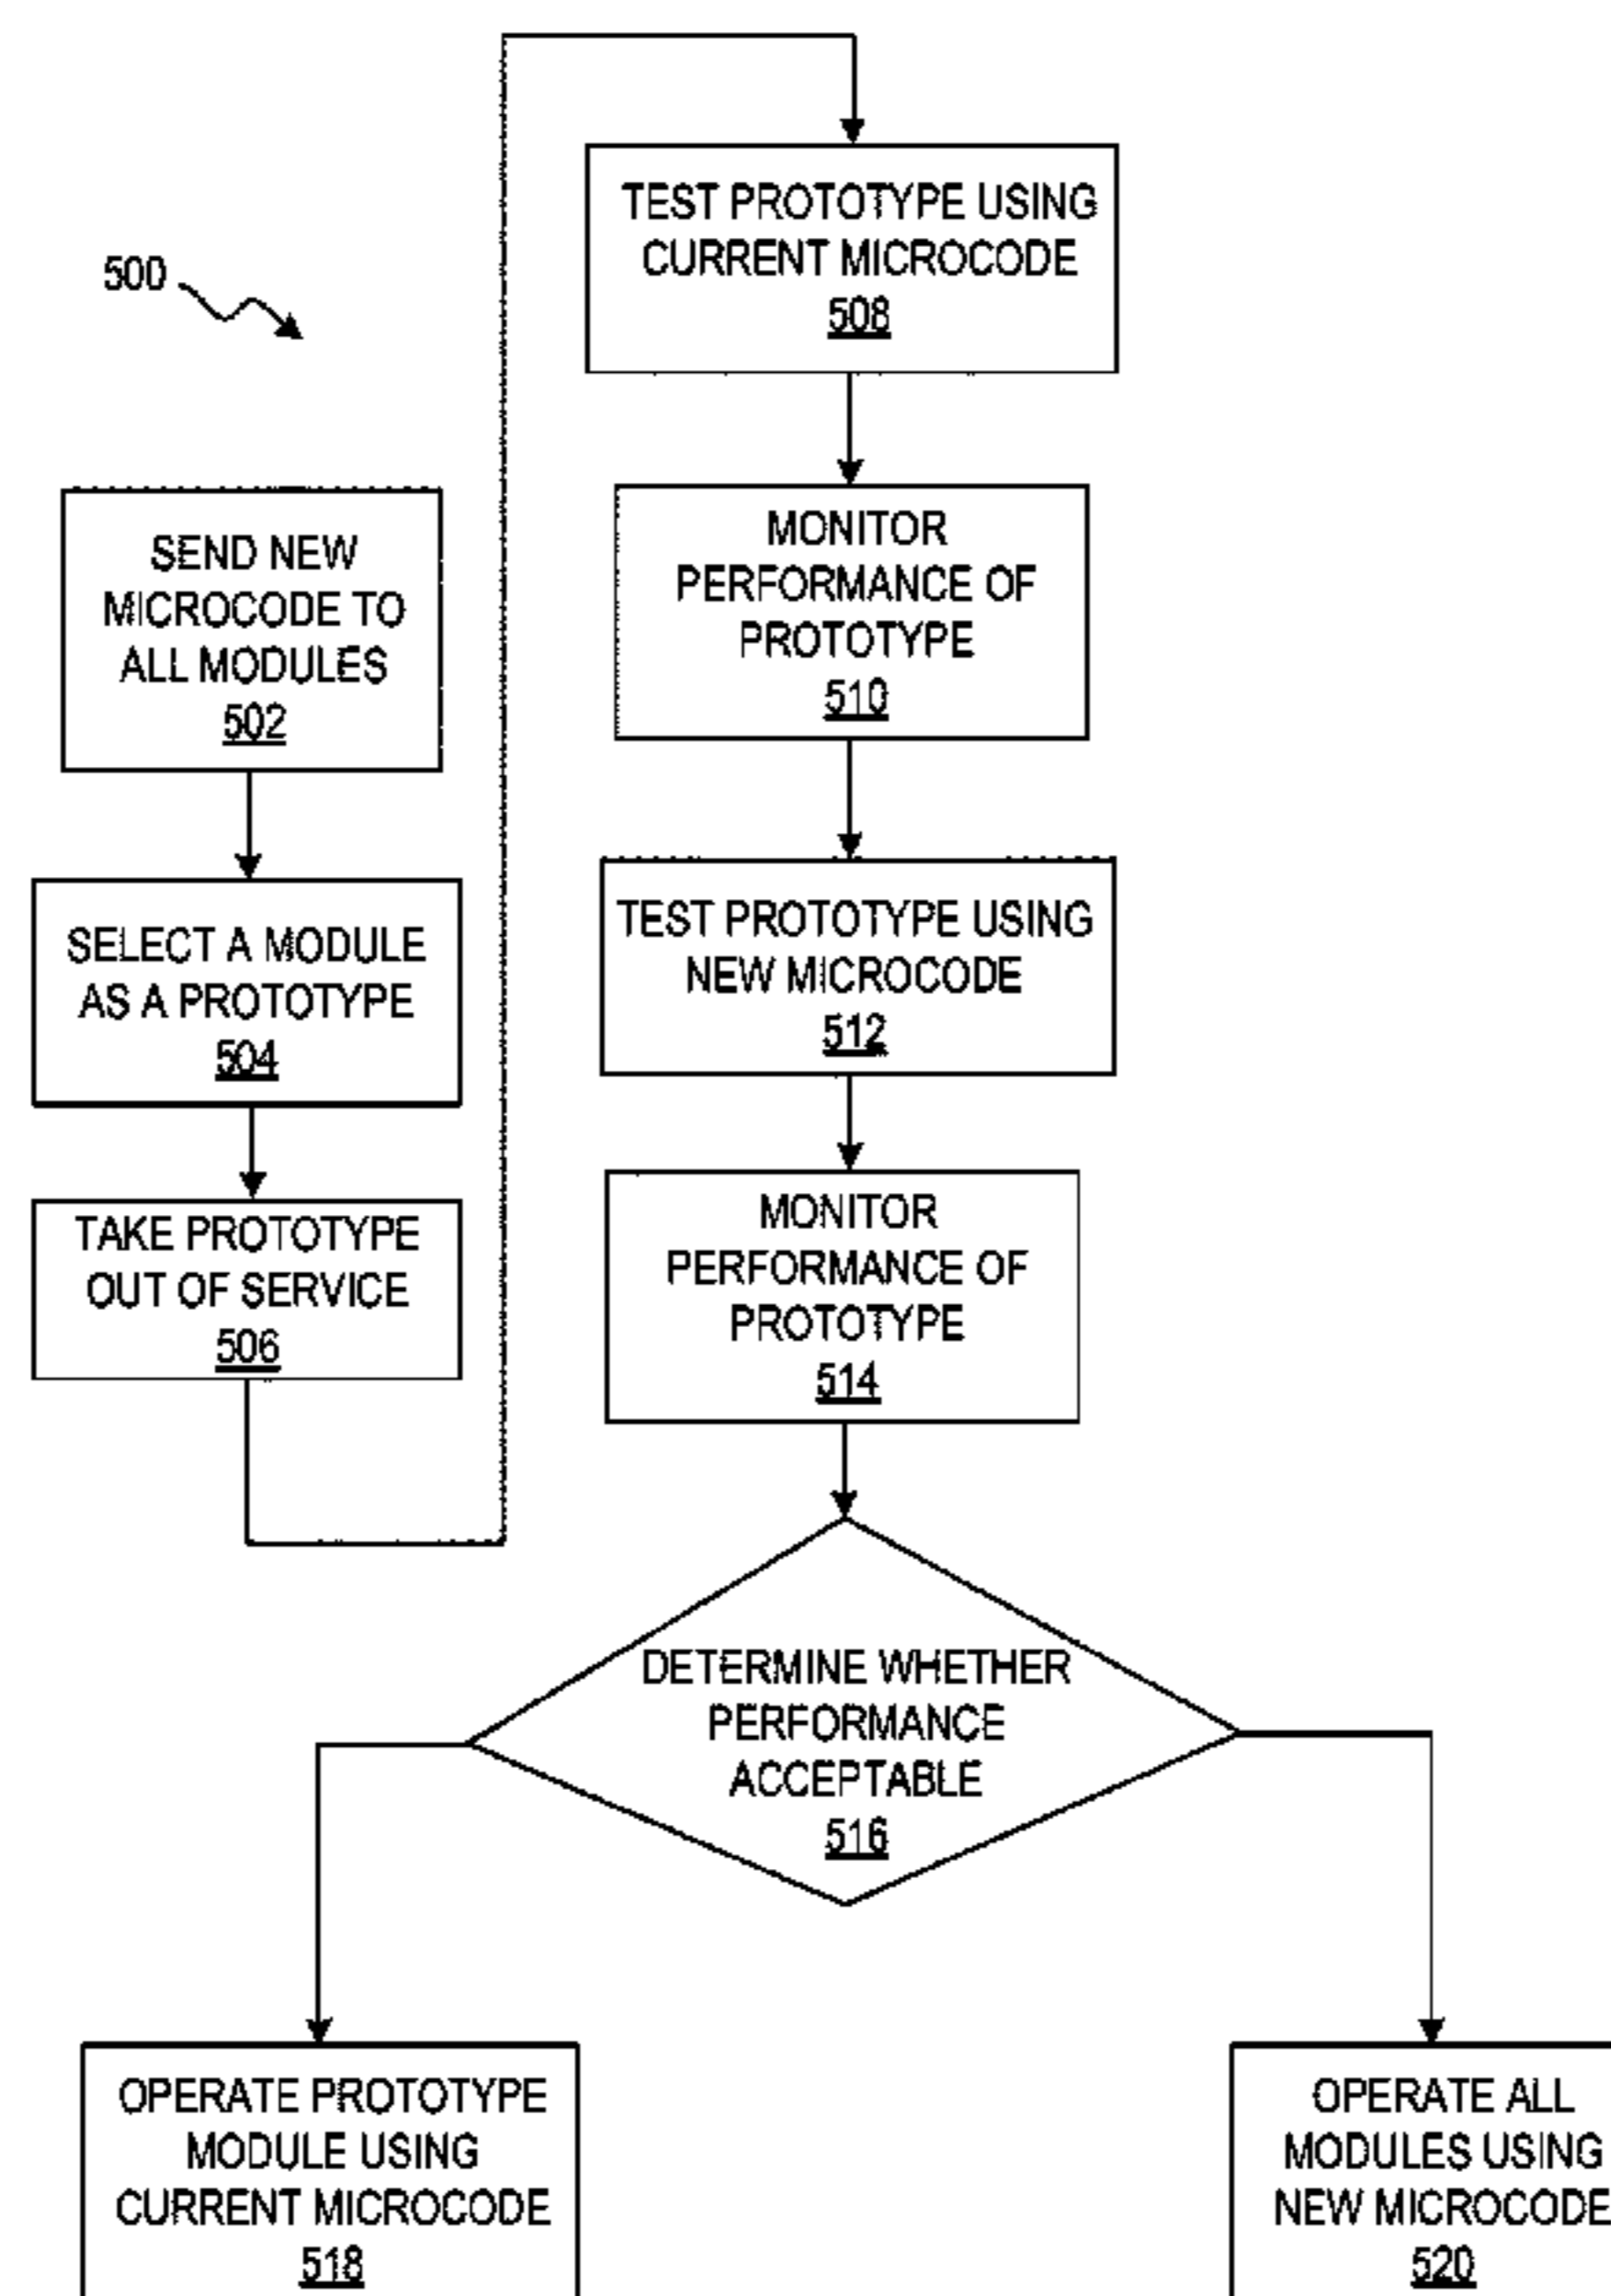 500
SEND NEW
MICROCODE TO
ALL MODULES
502
SELECT A MODULE
AS A PROTOTYPE
504
TAKE PROTOTYPE
OUT OF SERVICE
506
TEST PROTOTYPE USING
CURRENT MICROCODE
508
MONITOR
PERFORMANCE OF
PROTOTYPE
510
TEST PROTOTYPE USING
NEW MICROCODE
512
MONITOR
PERFORMANCE OF
PROTOTYPE
514
DETERMINE WHETHER
PERFORMANCE
ACCEPTABLE
516
OPERATE PROTOTYPE
MODULE USING
CURRENT MICROCODE
518
OPERATE ALL
MODULES USING
NEW MICROCODE
520